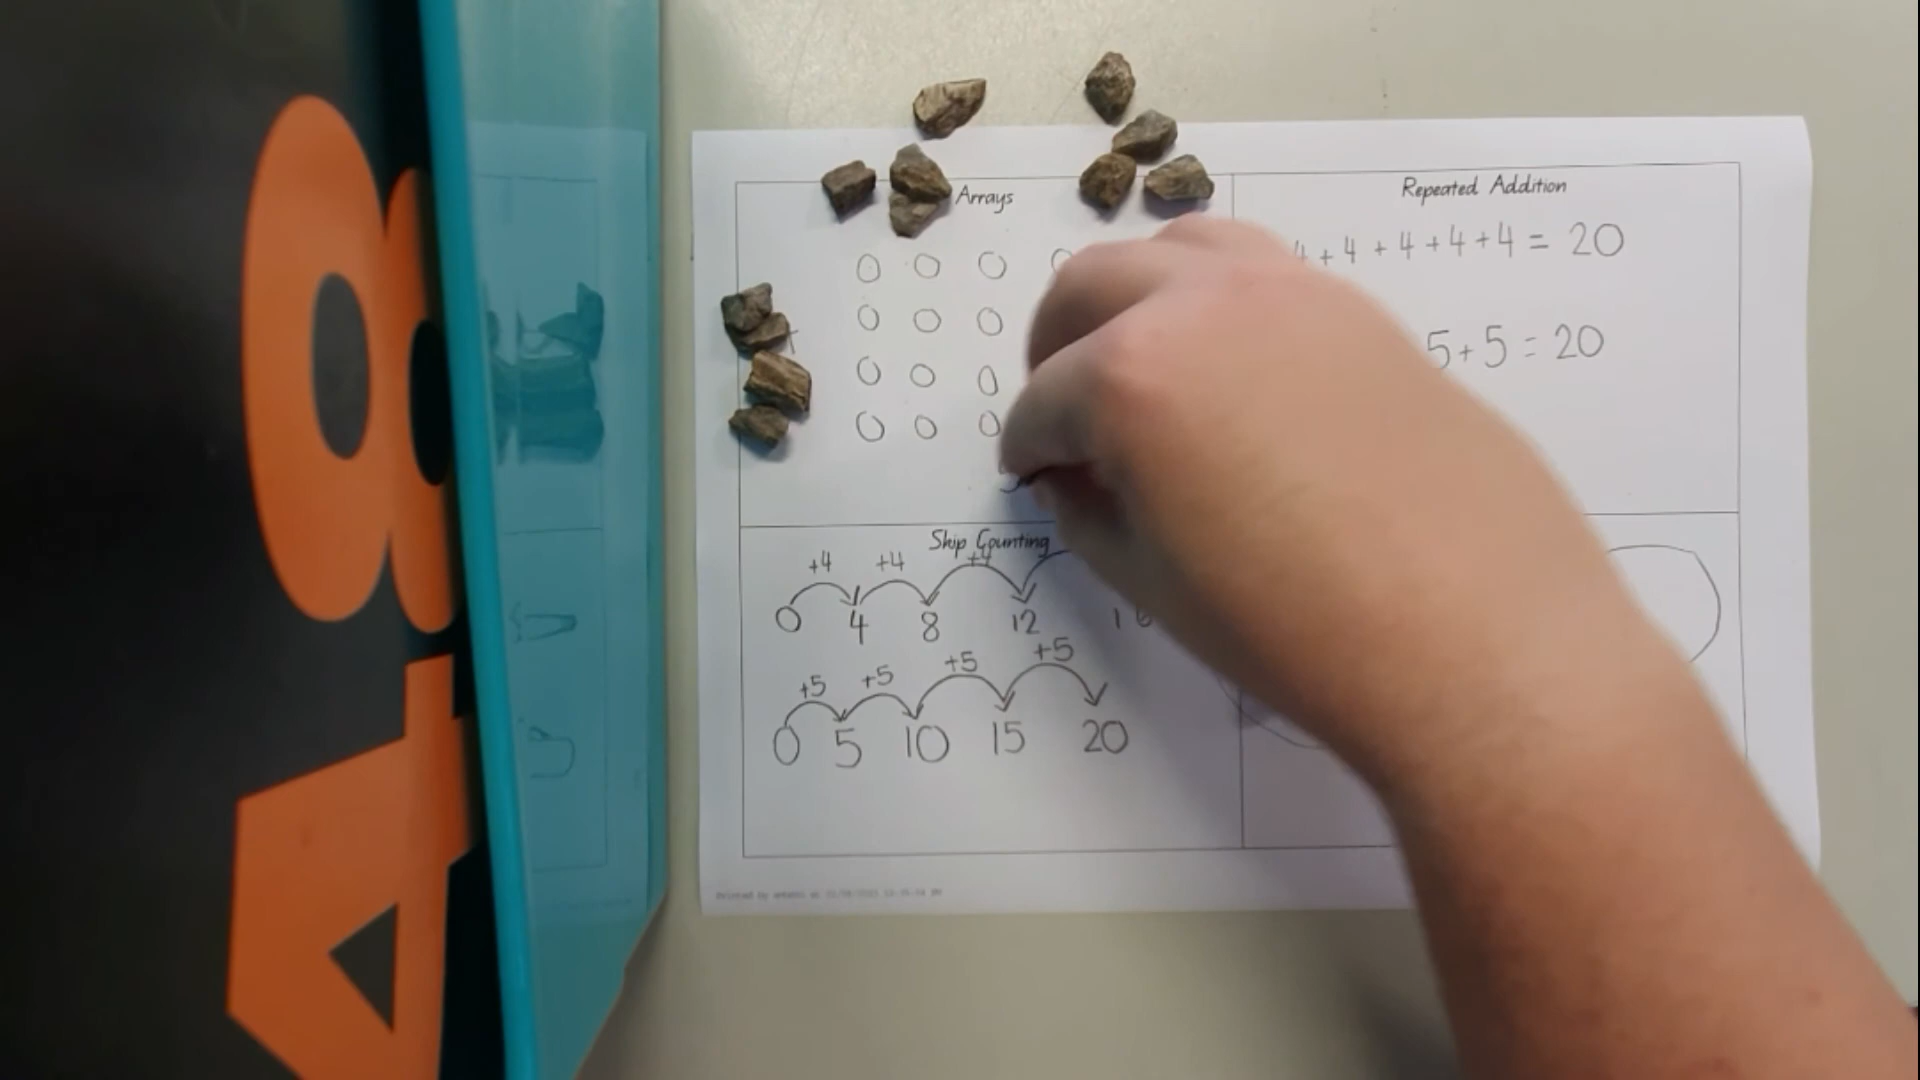 Arrays
Repeated Addition
4 + 4 + 4 + 4 + 4 = 20
5 + 5 = 20
Skip Counting
+4 +4 +4
0 4 8 12 16
+5 +5 +5 +5
0 5 10 15 20